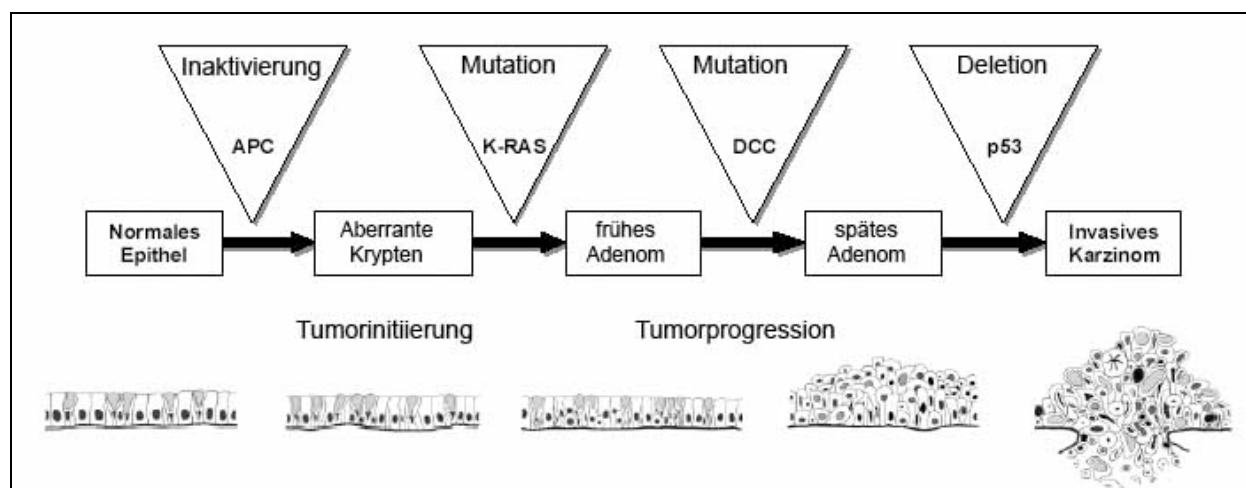 Inaktivierung
APC
Mutation
K-RAS
Mutation
DCC
Deletion
p53
Normales
Epithel
Aberrante
Krypten
frühes
Adenom
spätes
Adenom
Invasives
Karzinom
Tumorinitiierung
Tumorprogression